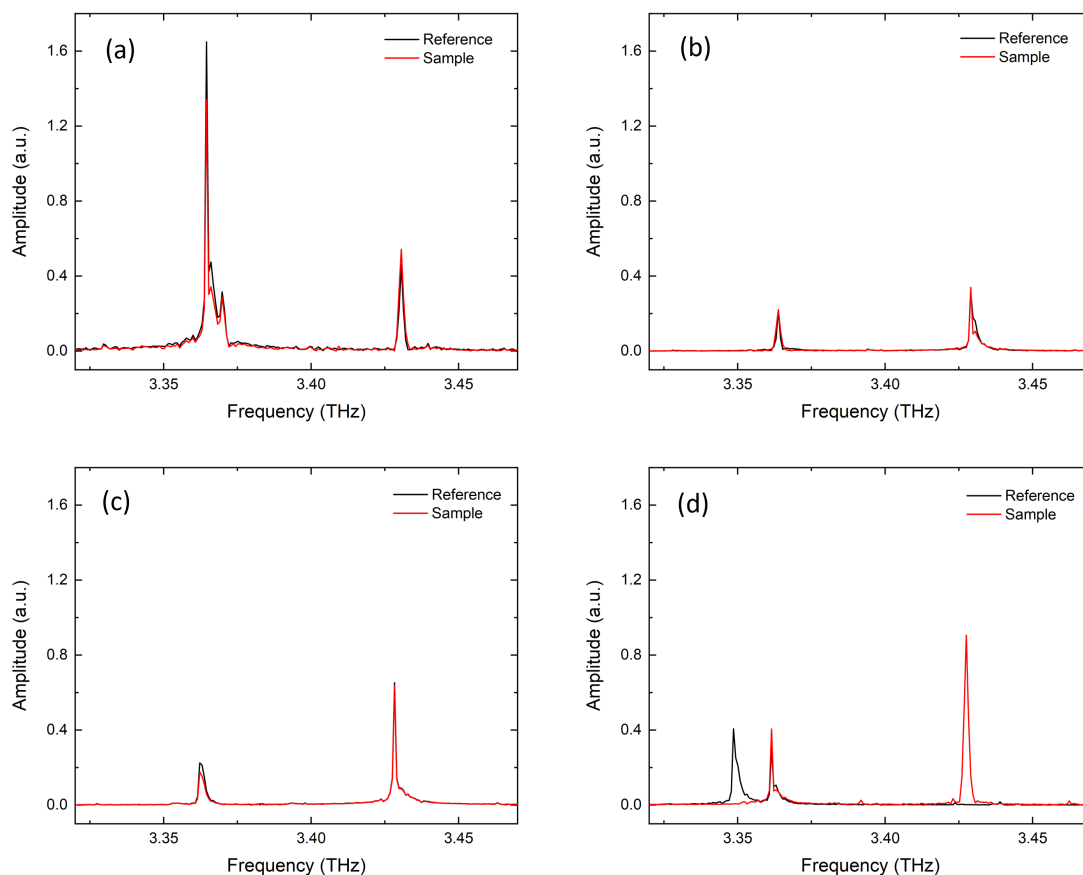 (a)
Reference
Sample
1.6
1.2
0.8
0.4
0.0
Amplitude (a.u.)
3.35
3.40
3.45
Frequency (THz)
(b)
Reference
Sample
1.6
1.2
0.8
0.4
0.0
Amplitude (a.u.)
3.35
3.40
3.45
Frequency (THz)
(c)
Reference
Sample
1.6
1.2
0.8
0.4
0.0
Amplitude (a.u.)
3.35
3.40
3.45
Frequency (THz)
(d)
Reference
Sample
1.6
1.2
0.8
0.4
0.0
Amplitude (a.u.)
3.35
3.40
3.45
Frequency (THz)